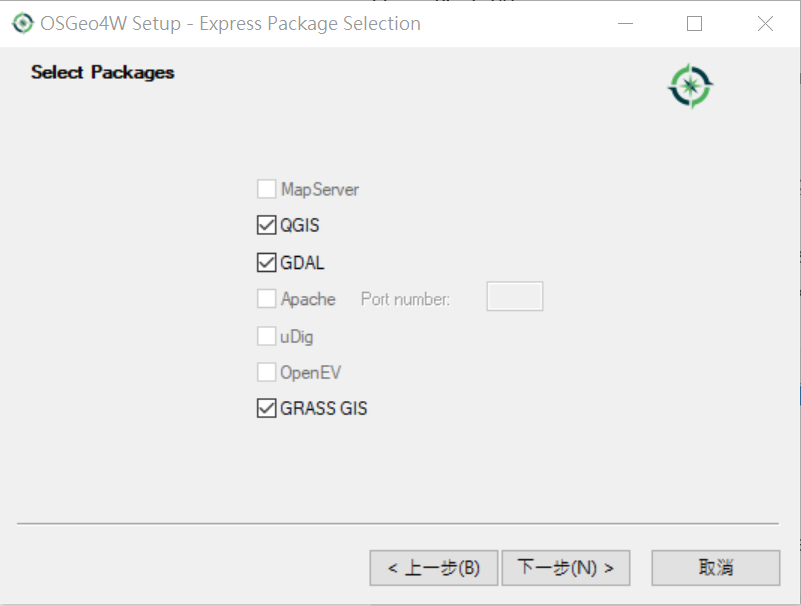 OSGeo4W Setup - Express Package Selection
Select Packages
MapServer
QGIS
GDAL
Apache Port number:
uDig
OpenEV
GRASS GIS
< 上一步(B) 下一步(N) > 取消